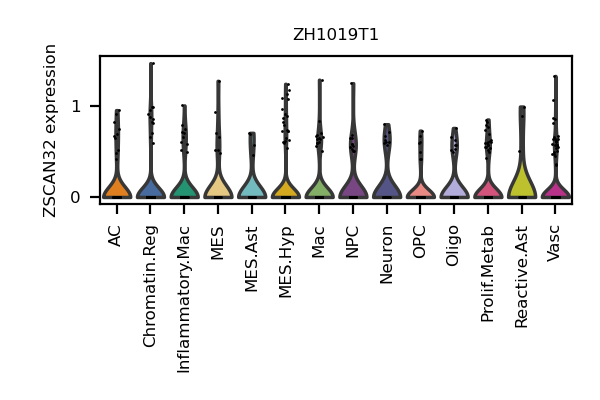 ZH1019T1
ZSCAN32 expression
1
0
AC
Chromatin.Reg
Inflammatory.Mac
MES
MES.Ast
MES.Hyp
Mac
NPC
Neuron
OPC
Oligo
Prolif.Metab
Reactive.Ast
Vasc